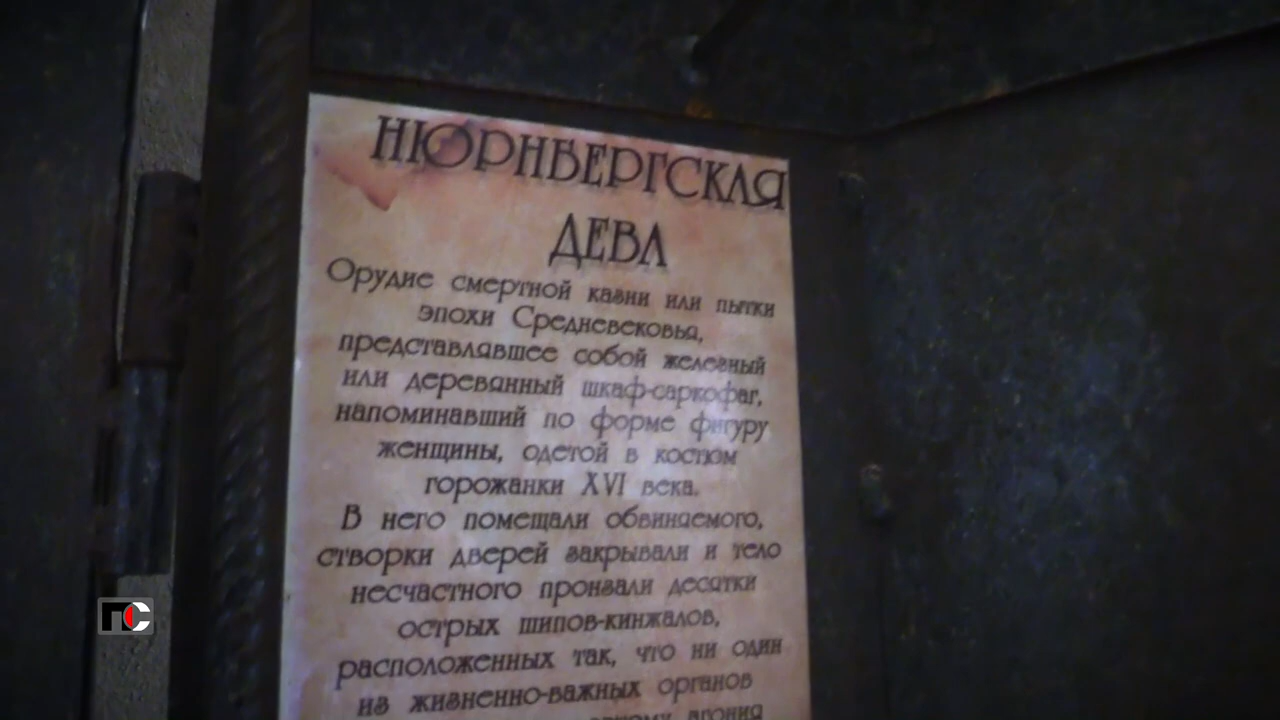 НЮРНБЕРГСКАЯ
ДЕВА
Орудие смертной казни или пытки
эпохи Средневековья,
представлявшее собой железный
или деревянный шкаф-саркофаг,
напоминавший по форме фигуру
женщины, одетой в костюм
горожанки XVI века.
В него помещали обвиняемого,
створки дверей закрывали и тело
несчастного пронзали десятки
острых шипов-кинжалов,
расположенных так, что ни один
из жизненно-важных органов
агония
ПС